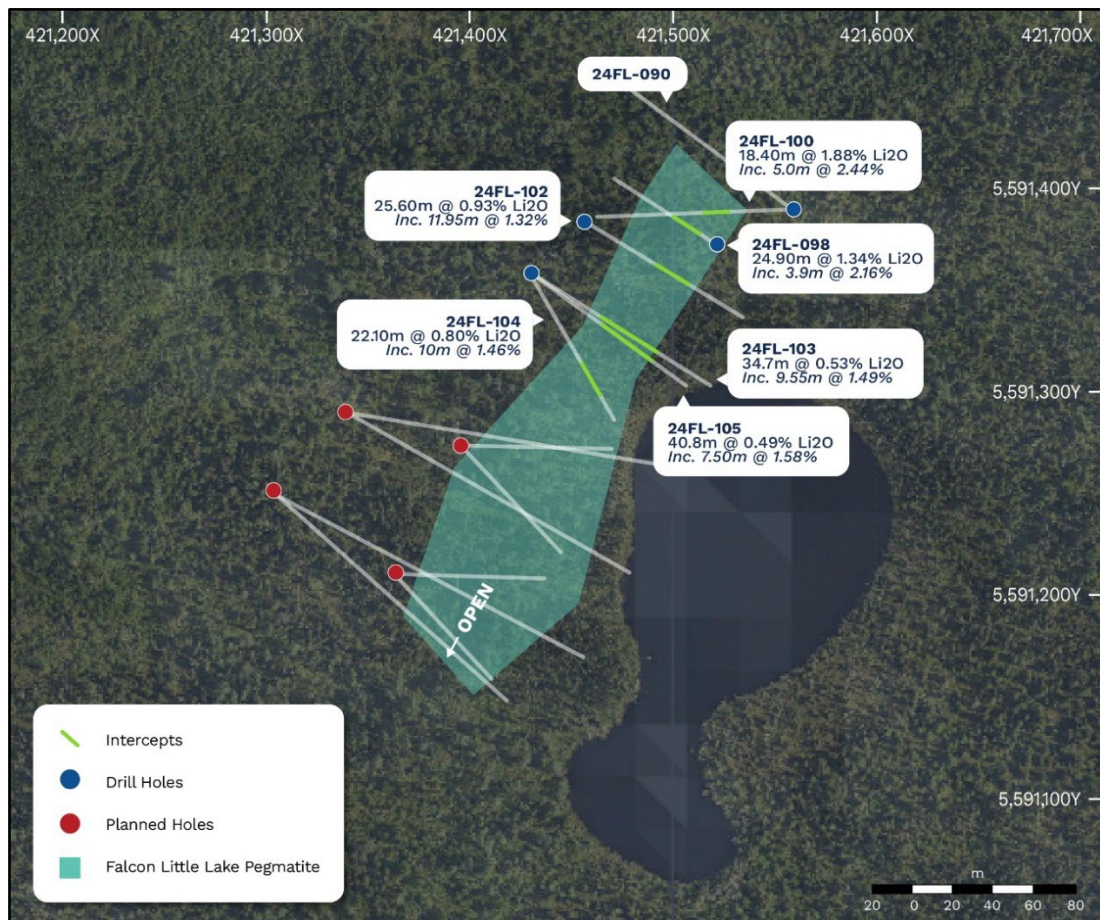 421,200X 421,300X 421,400X 421,500X 421,600X 421,700X
24FL-090
24FL-100
18.40m @ 1.88% Li2O
Inc. 5.0m @ 2.44%
24FL-102
25.60m @ 0.93% Li2O
Inc. 11.95m @ 1.32%
5,591,400Y
24FL-098
24.90m @ 1.34% Li2O
Inc. 3.9m @ 2.16%
24FL-104
22.10m @ 0.80% Li2O
Inc. 10m @ 1.46%
24FL-103
34.7m @ 0.53% Li2O
Inc. 9.55m @ 1.49%
5,591,300Y
24FL-105
40.8m @ 0.49% Li2O
Inc. 7.50m @ 1.58%
5,591,200Y
OPEN
Intercepts
Drill Holes
Planned Holes
Falcon Little Lake Pegmatite
5,591,100Y
m
20 0 20 40 60 80